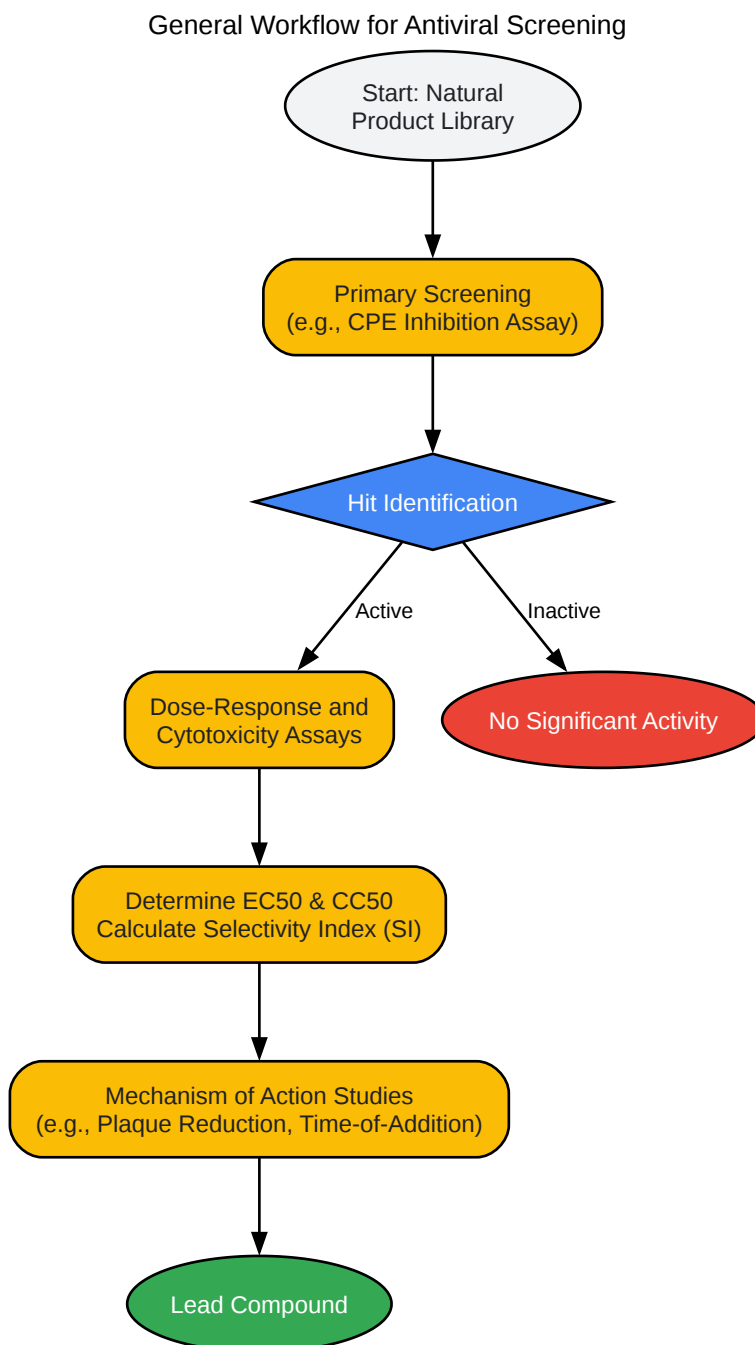 General Workflow for Antiviral Screening
Start: Natural
Product Library
Primary Screening
(e.g., CPE Inhibition Assay)
Hit Identification
Active
Inactive
Dose-Response and
Cytotoxicity Assays
No Significant Activity
Determine EC50 & CC50
Calculate Selectivity Index (SI)
Mechanism of Action Studies
(e.g., Plaque Reduction, Time-of-Addition)
Lead Compound